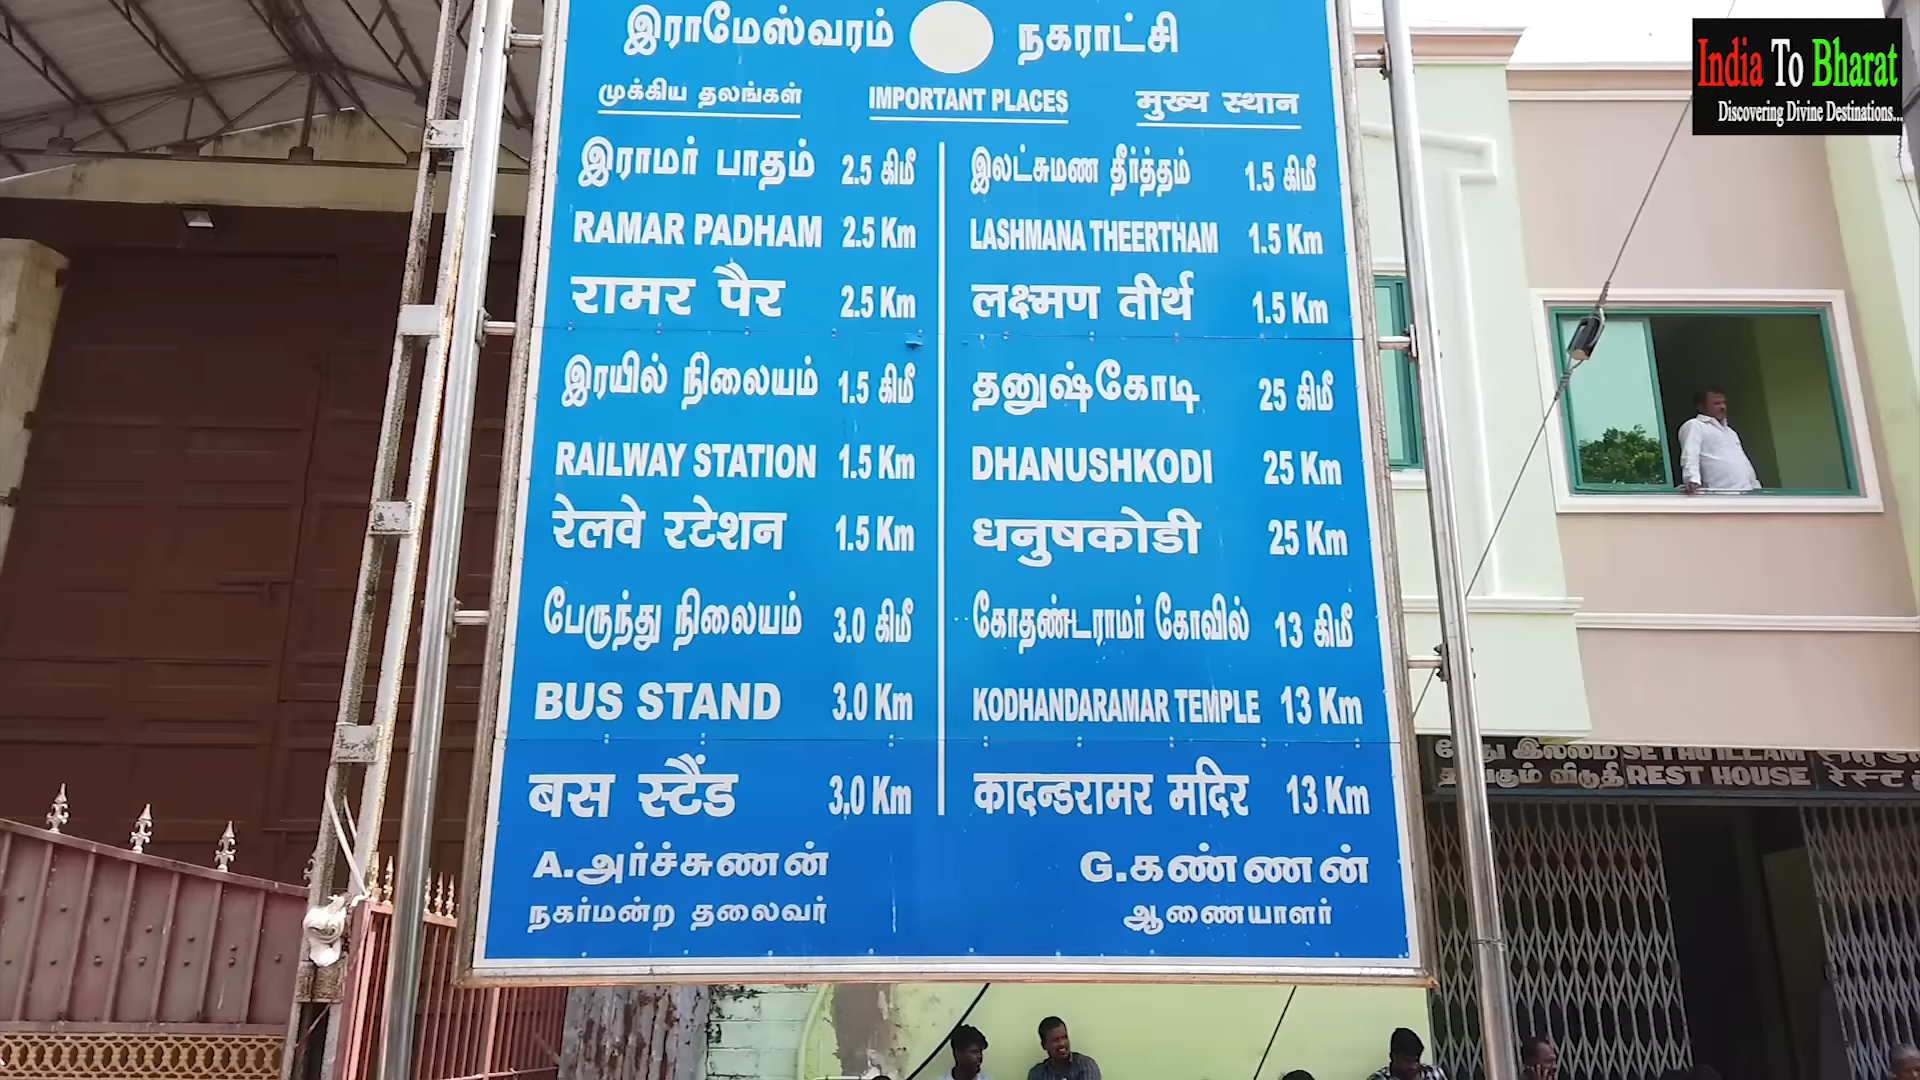 இராமேஸ்வரம் நகராட்சி
முக்கிய தலங்கள் IMPORTANT PLACES मुख्य स्थान
இராமர் பாதம் 2.5 கிமீ
RAMAR PADHAM 2.5 Km
रामर पैर 2.5 Km
இரயில் நிலையம் 1.5 கிமீ
RAILWAY STATION 1.5 Km
रेलवे स्टेशन 1.5 Km
பேருந்து நிலையம் 3.0 கிமீ
BUS STAND 3.0 Km
बस स्टैंड 3.0 Km
இலட்சுமண தீர்த்தம் 1.5 கிமீ
LASHMANA THEERTHAM 1.5 Km
लक्ष्मण तीर्थ 1.5 Km
தனுஷ்கோடி 25 கிமீ
DHANUSHKODI 25 Km
धनुषकोडी 25 Km
கோதண்டராமர் கோவில் 13 கிமீ
KODHANDARAMAR TEMPLE 13 Km
कादन्डरामर मदिर 13 Km
A.அர்ச்சுணன்
நகர்மன்ற தலைவர்
G.கண்ணன்
ஆணையாளர்
India To Bharat
Discovering Divine Destinations...
இல்லம் SETHU ILLAM
விடுதி REST HOUSE रेस्ट